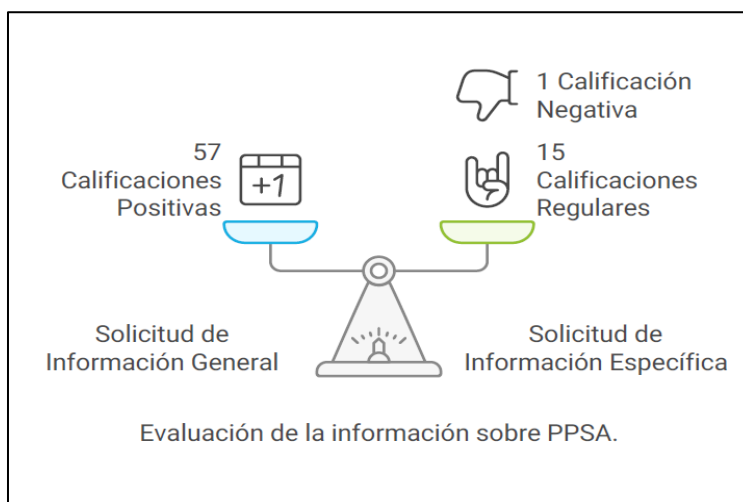 1 Calificación
Negativa
57
Calificaciones
Positivas
+1
15
Calificaciones
Regulares
Solicitud de
Información General
Solicitud de
Información Específica
Evaluación de la información sobre PPSA.